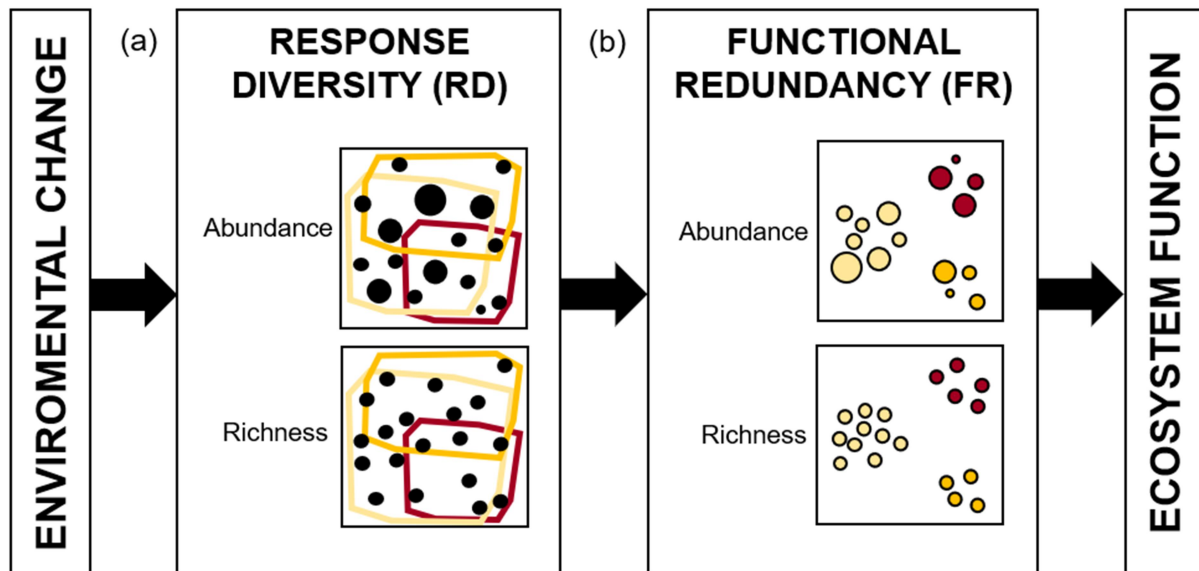 ENVIROMENTAL CHANGE
(a)
RESPONSE
DIVERSITY (RD)
Abundance
Richness
(b)
FUNCTIONAL
REDUNDANCY (FR)
Abundance
Richness
ECOSYSTEM FUNCTION